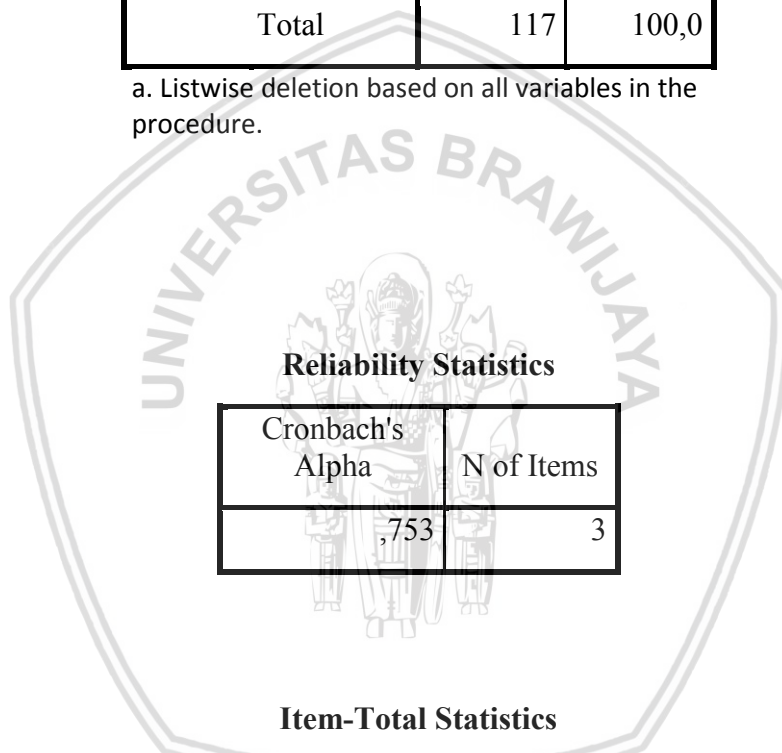 Total 117 100,0
a. Listwise deletion based on all variables in the
procedure.
UNIVERSITAS BRAWIJAYA
Reliability Statistics
Cronbach's
Alpha N of Items
,753 3
Item-Total Statistics